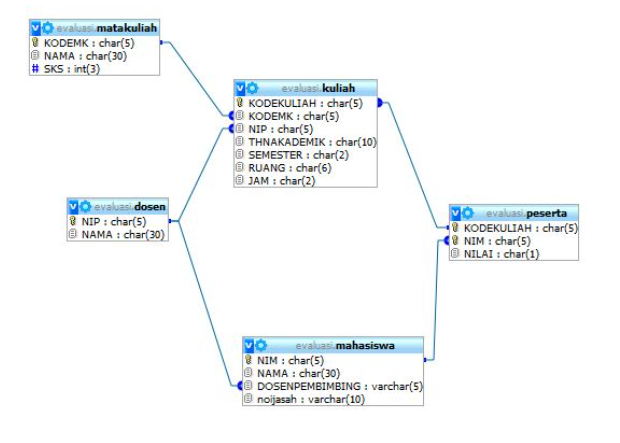 evaluasi.matakuliah
KODEMK : char(5)
NAMA : char(30)
# SKS : int(3)
evaluasi.kuliah
KODEKULIAH : char(5)
KODEMK : char(5)
NIP : char(5)
THNAKADEMIK : char(10)
SEMESTER : char(2)
RUANG : char(6)
JAM : char(2)
evaluasi.dosen
NIP : char(5)
NAMA : char(30)
evaluasi.peserta
KODEKULIAH : char(5)
NIM : char(5)
NILAI : char(1)
evaluasi.mahasiswa
NIM : char(5)
NAMA : char(30)
DOSENPEMBIMBING : varchar(5)
noijasah : varchar(10)